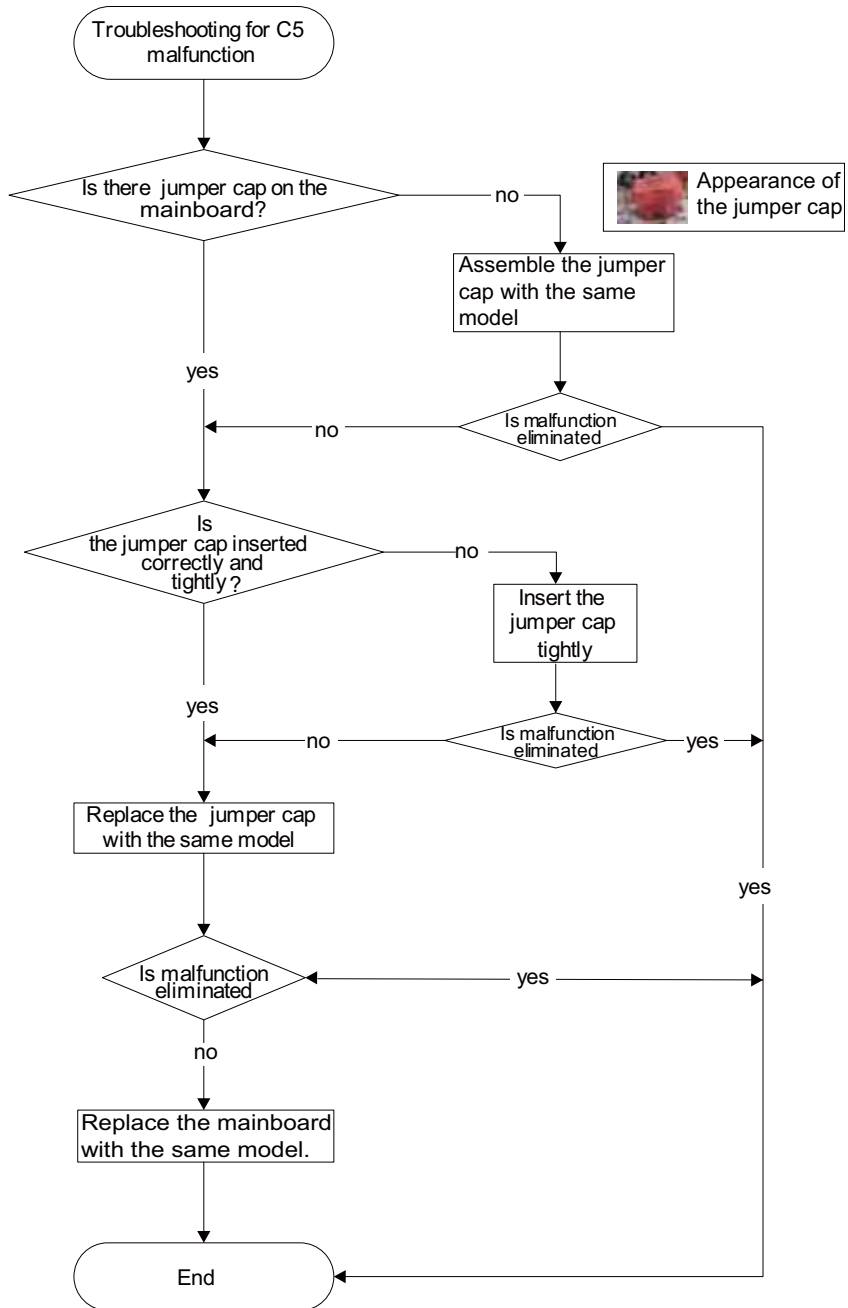 Troubleshooting for C5
malfunction
Is there jumper cap on the
mainboard?
no
Appearance of
the jumper cap
Assemble the jumper
cap with the same
model
yes
Is malfunction
eliminated
no
Is
the jumper cap inserted
correctly and
tightly?
no
Insert the
jumper cap
tightly
yes
Is malfunction
eliminated
no
yes
Replace the jumper cap
with the same model
yes
Is malfunction
eliminated
yes
no
Replace the mainboard
with the same model.
End